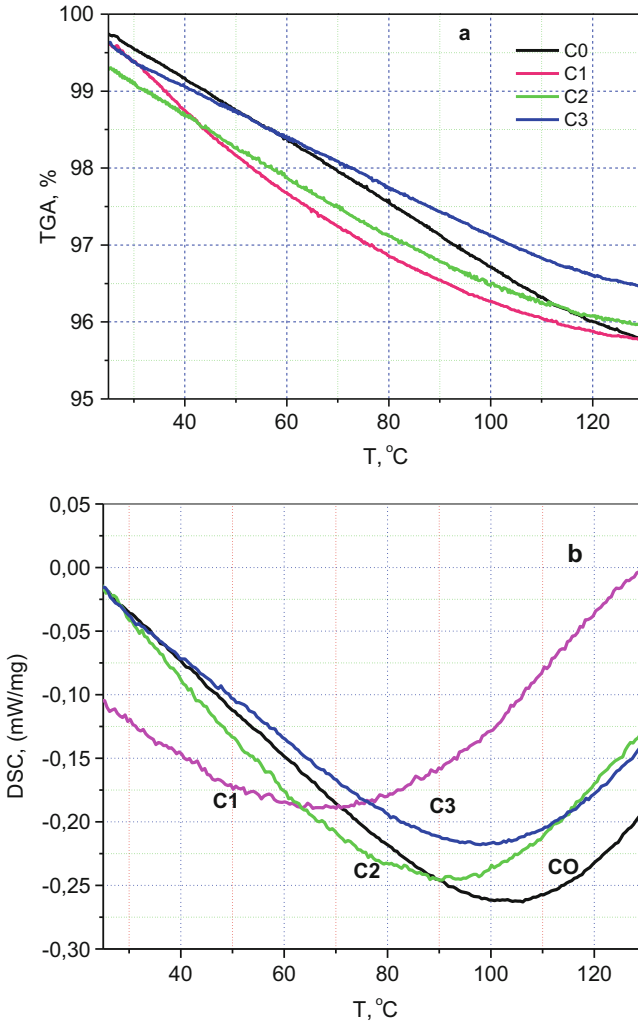 a
C0
C1
C2
C3
100
99
98
97
96
95
TGA, %
40 60 80 100 120
T, °C
b
0,05
0,00
-0,05
-0,10
-0,15
-0,20
-0,25
-0,30
DSC, (mW/mg)
C1
C3
C2
CO
40 60 80 100 120
T, °C